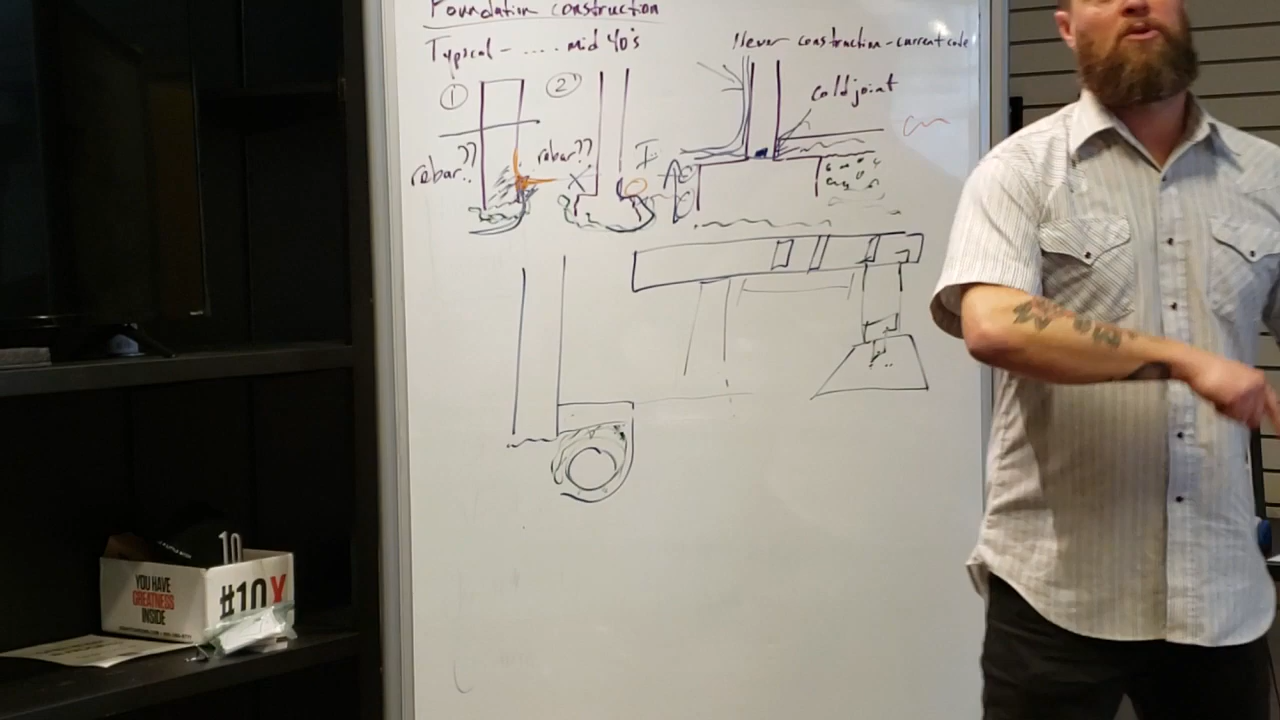 Foundation construction
Typical - ..... mid 40's
Newer construction - current code
cold joint
① ②
rebar??
rebar??
10
YOU HAVE
GREATNESS
INSIDE
#10X